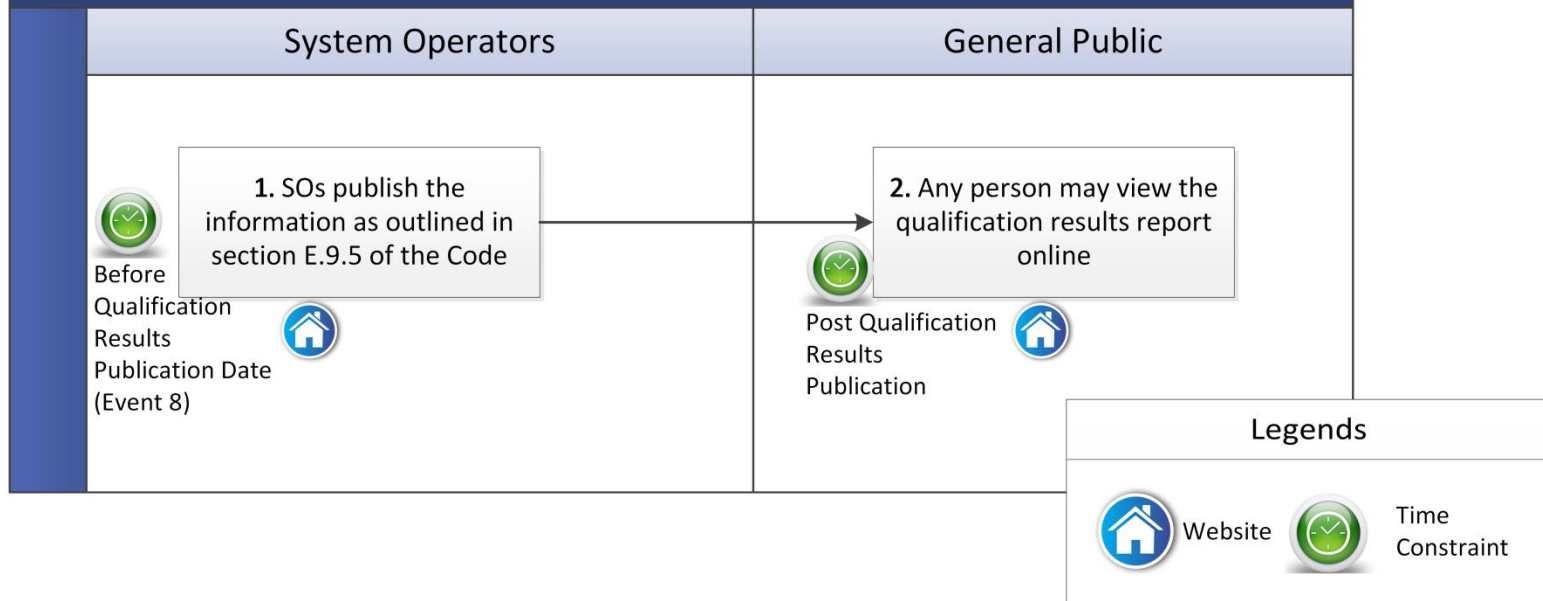 System Operators
General Public
1. SOs publish the
information as outlined in
section E.9.5 of the Code
Before
Qualification
Results
Publication Date
(Event 8)
2. Any person may view the
qualification results report
online
Post Qualification
Results
Publication
Legends
Website
Time
Constraint